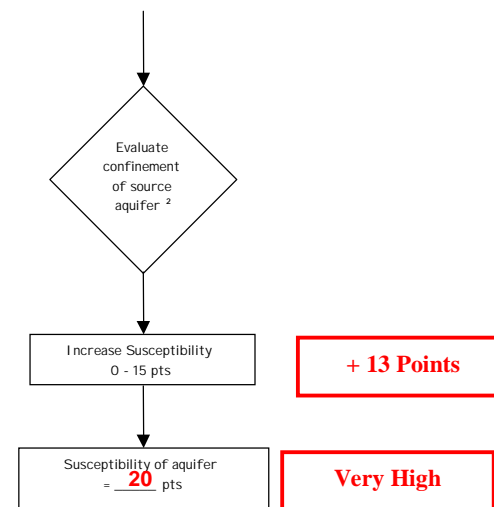 Evaluate
confinement
of source
aquifer ²
Increase Susceptibility
0 - 15 pts
+ 13 Points
Susceptibility of aquifer
= 20 pts
Very High